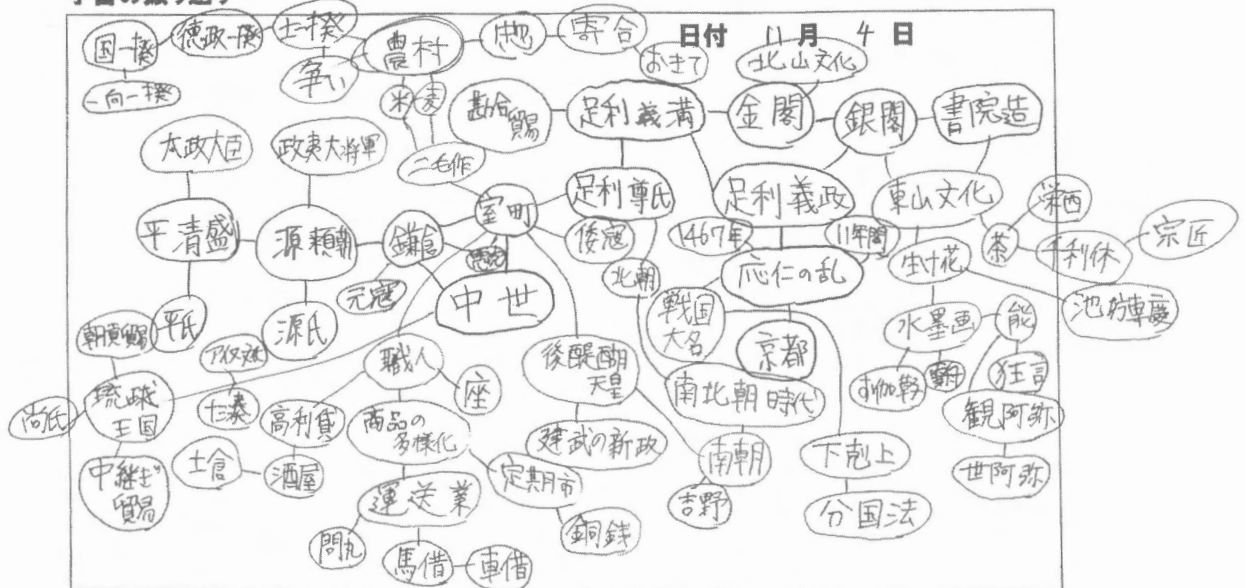 国一揆
徳政一揆
土一揆
農村
惣
寄合
日付 11月 4日
おきて
北山文化
争い
一向一揆
米
麦
勘合貿易
足利義満
金閣
銀閣
書院造
太政大臣
政夷大将軍
二毛作
室町
足利尊氏
足利義政
東山文化
栄西
平清盛
源頼朝
鎌倉
倭寇
1467年
11年間
茶
千利休
宗匠
元寇
中世
北朝
応仁の乱
生け花
池坊専慶
朝貢貿易
平氏
源氏
戦国大名
京都
水墨画
能
狂言
尚氏
琉球王国
十三湊
職人
座
後醍醐天皇
南北朝時代
観阿弥
世阿弥
高利貸
商品の多様化
建武の新政
南朝
下剋上
中継ぎ貿易
土倉
酒屋
運送業
定期市
吉野
分国法
問丸
馬借
車借
銅銭